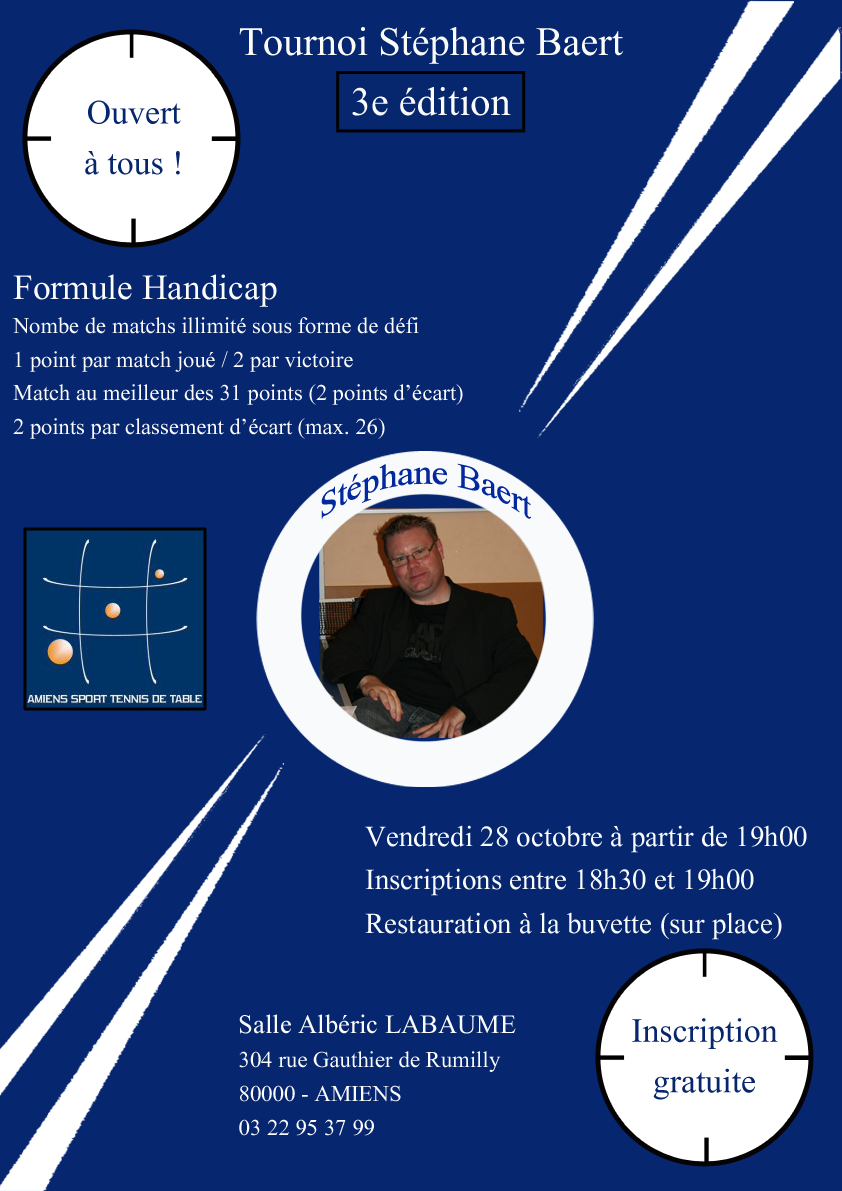 Tournoi Stéphane Baert
3e édition
Ouvert
à tous !
Formule Handicap
Nombe de matchs illimité sous forme de défi
1 point par match joué / 2 par victoire
Match au meilleur des 31 points (2 points d’écart)
2 points par classement d’écart (max. 26)
Stéphane Baert
AMIENS SPORT TENNIS DE TABLE
Vendredi 28 octobre à partir de 19h00
Inscriptions entre 18h30 et 19h00
Restauration à la buvette (sur place)
Salle Albéric LABAUME
304 rue Gauthier de Rumilly
80000 - AMIENS
03 22 95 37 99
Inscription
gratuite